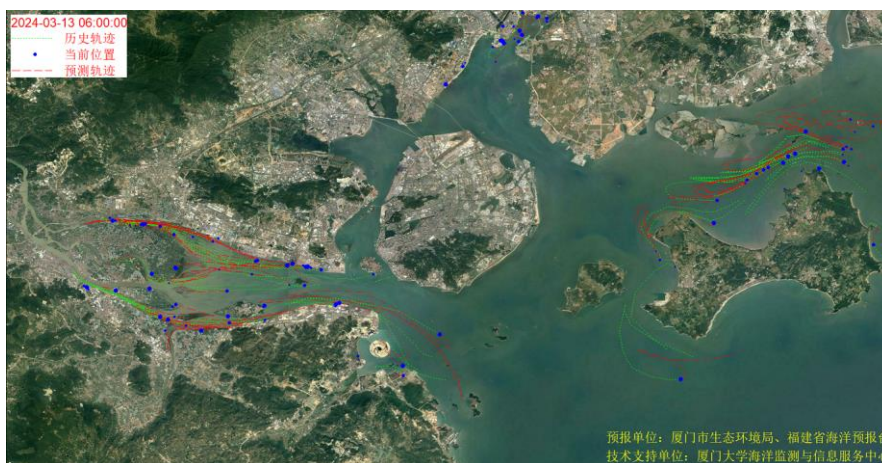 2024-03-13 06:00:00
历史轨迹
当前位置
预测轨迹
预报单位：厦门市生态环境局、福建省海洋预报台
技术支持单位：厦门大学海洋监测与信息服务中心